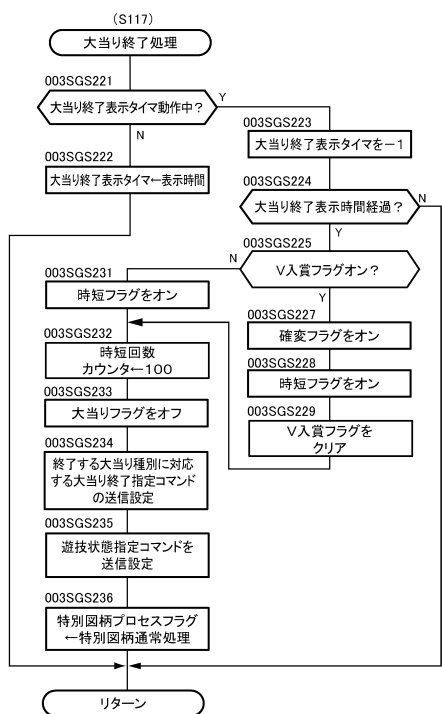 （S117）
大当り終了処理
003SGS221
大当り終了表示タイマ動作中？
Y
N
003SGS222
大当り終了表示タイマ←表示時間
003SGS223
大当り終了表示タイマを－1
003SGS224
大当り終了表示時間経過？
N
Y
003SGS225
V入賞フラグオン？
N
Y
003SGS227
確変フラグをオン
003SGS228
時短フラグをオン
003SGS229
V入賞フラグを
クリア
003SGS231
時短フラグをオン
003SGS232
時短回数
カウンタ←100
003SGS233
大当りフラグをオフ
003SGS234
終了する大当り種別に対応
する大当り終了指定コマンド
の送信設定
003SGS235
遊技状態指定コマンドを
送信設定
003SGS236
特別図柄プロセスフラグ
←特別図柄通常処理
リターン